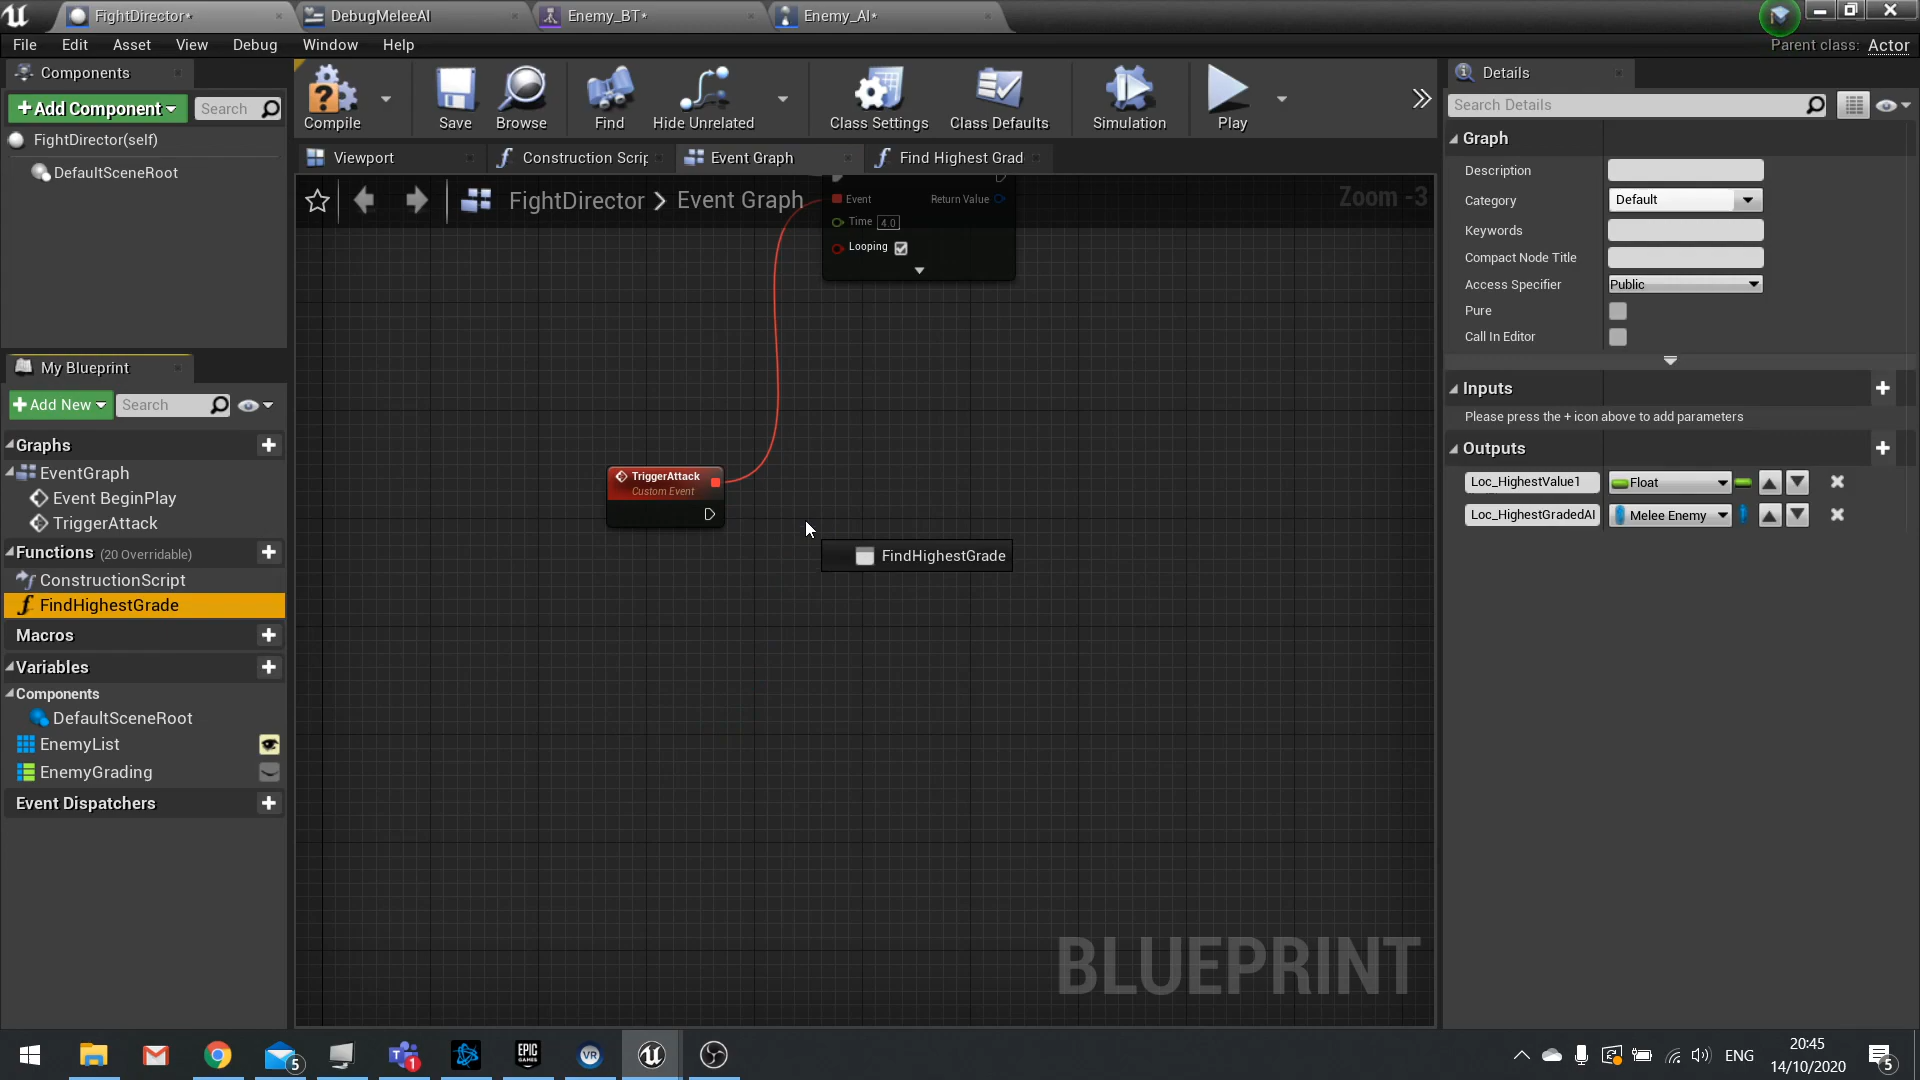 FightDirector*
DebugMeleeAI
Enemy_BT*
Enemy_AI*
File Edit Asset View Debug Window Help
Parent class: Actor
Components
+Add Component
Search
FightDirector(self)
DefaultSceneRoot
My Blueprint
+Add New
Search
Graphs
EventGraph
Event BeginPlay
TriggerAttack
Functions (20 Overridable)
ConstructionScript
FindHighestGrade
Macros
Variables
Components
DefaultSceneRoot
EnemyList
EnemyGrading
Event Dispatchers
Compile
Save
Browse
Find
Hide Unrelated
Class Settings
Class Defaults
Simulation
Play
Viewport
Construction Scrip
Event Graph
Find Highest Grad
FightDirector > Event Graph
Zoom -3
Event
Return Value
Time 4.0
Looping
TriggerAttack
Custom Event
FindHighestGrade
BLUEPRINT
Details
Search Details
Graph
Description
Category Default
Keywords
Compact Node Title
Access Specifier Public
Pure
Call In Editor
Inputs
Please press the + icon above to add parameters
Outputs
Loc_HighestValue1 Float
Loc_HighestGradedAI Melee Enemy
5
1
EPIC
GAMES
VR
ENG
20:45
14/10/2020
5